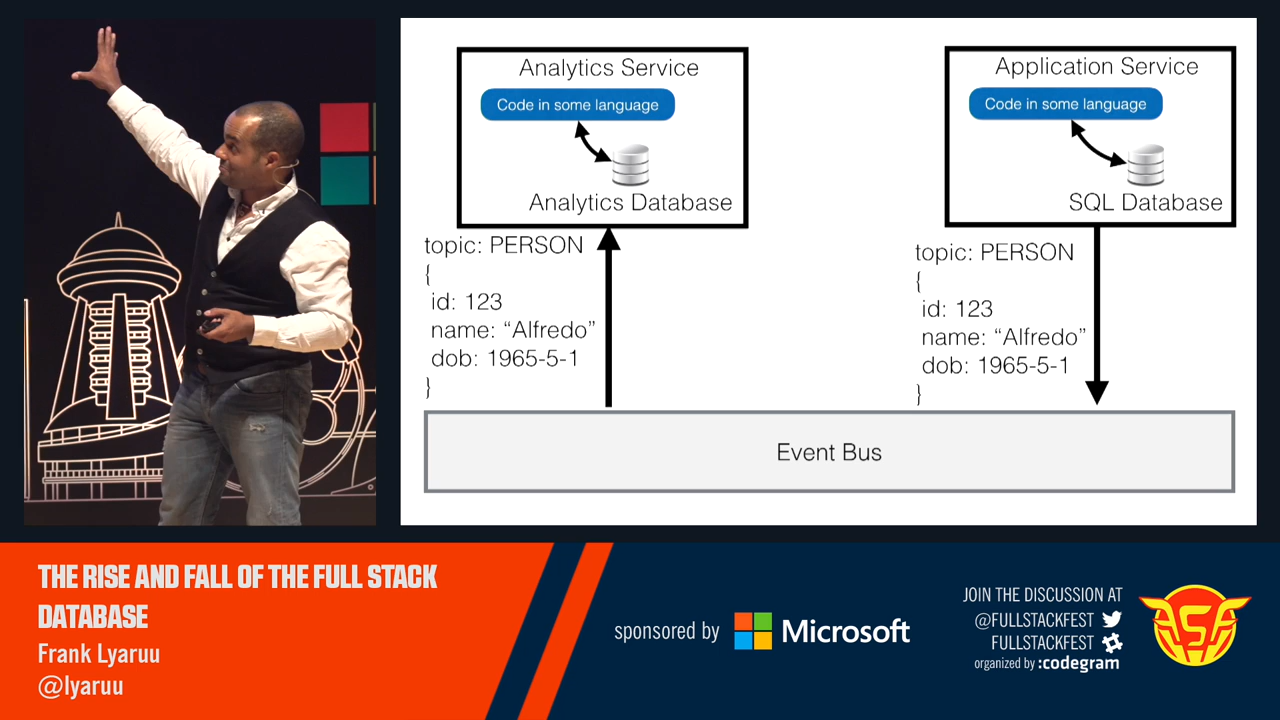 Analytics Service
Code in some language
Analytics Database
topic: PERSON
{
id: 123
name: “Alfredo”
dob: 1965-5-1
}
Application Service
Code in some language
SQL Database
topic: PERSON
{
id: 123
name: “Alfredo”
dob: 1965-5-1
}
Event Bus
THE RISE AND FALL OF THE FULL STACK
DATABASE
Frank Lyaruu
@lyaruu
sponsored by Microsoft
JOIN THE DISCUSSION AT
@FULLSTACKFEST
FULLSTACKFEST
organized by :codegram
FSF